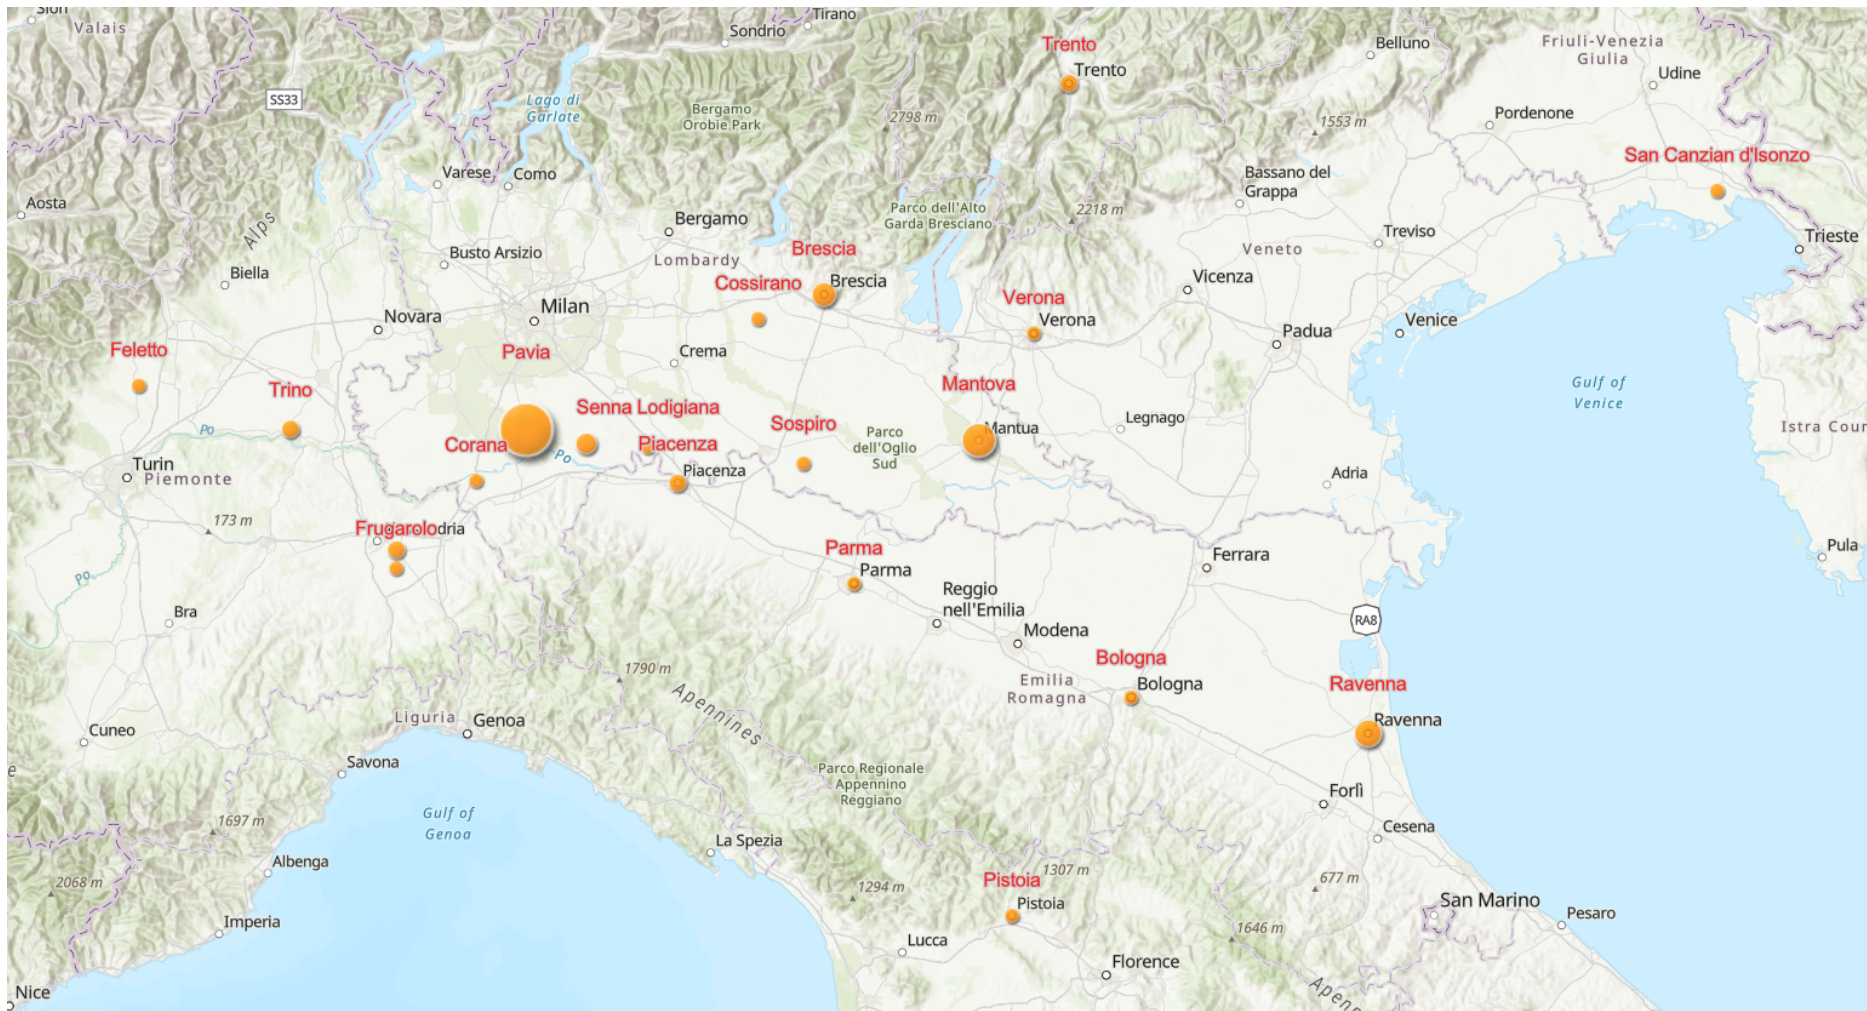 Sion
Valais
Tirano
Sondrio
Trento
Trento
Belluno
Friuli-Venezia
Giulia
Udine
SS33
Lago di
Garlate
Bergamo
Orobie Park
2798 m
1553 m
Pordenone
San Canzian d'Isonzo
Varese
Como
Bassano del
Grappa
Aosta
Alps
Bergamo
Parco dell'Alto
Garda Bresciano
2218 m
Treviso
Trieste
Busto Arsizio
Lombardy
Brescia
Veneto
Biella
Cossirano
Brescia
Vicenza
Milan
Verona
Verona
Novara
Venice
Padua
Feletto
Pavia
Crema
Trino
Mantova
Gulf of
Venice
Senna Lodigiana
Sospiro
Legnago
Po
Corana
Piacenza
Parco
dell'Oglio
Sud
Mantua
Istra Cour
Po
Turin
Piemonte
Piacenza
Adria
173 m
Frugarolo
dria
Parma
Ferrara
Pula
Po
Parma
Reggio
nell'Emilia
Bra
RA8
Modena
1790 m
Bologna
Emilia
Romagna
Bologna
Ravenna
Apennines
Liguria
Genoa
Ravenna
Cuneo
Savona
e
Parco Regionale
Appennino
Reggiano
Forlì
Gulf of
Genoa
1697 m
Cesena
La Spezia
Albenga
2068 m
1294 m
Pistoia
1307 m
677 m
Pistoia
San Marino
Pesaro
Imperia
1646 m
Lucca
Florence
Nice
Apenn